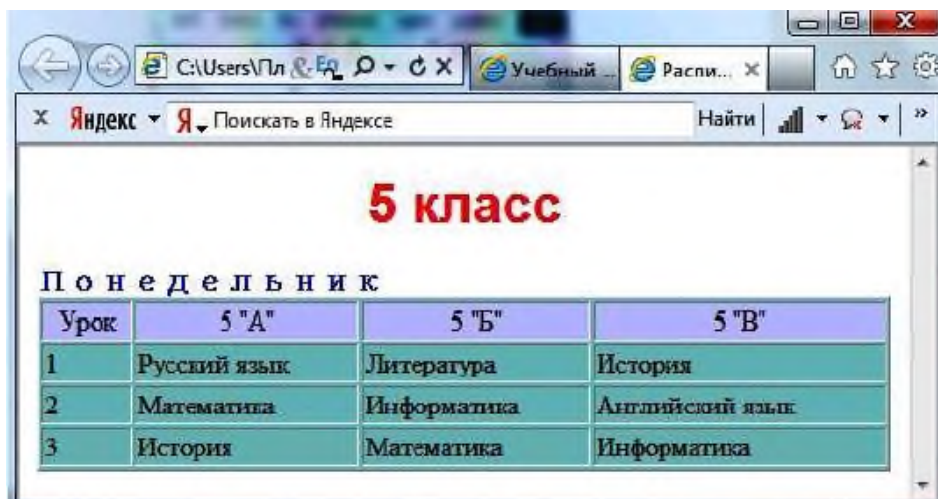 C:\Users\Пл
Учебный ...
Распи...
x Яндекс Я Поискать в Яндексе Найти »
5 класс
Понедельник
Урок 5 "А" 5 "Б" 5 "В"
1 Русский язык Литература История
2 Математика Информатика Английский язык
3 История Математика Информатика